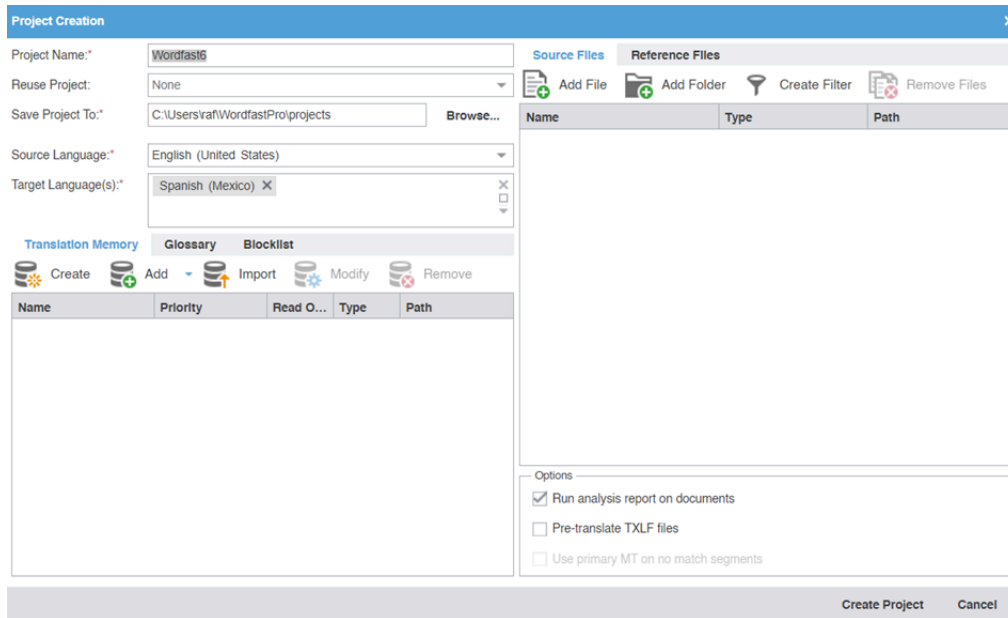 Project Creation
Project Name:*
Wordfast6
Reuse Project:
None
Save Project To:*
C:\Users\raf\WordfastPro\projects
Browse...
Source Language:*
English (United States)
Target Language(s):*
Spanish (Mexico)
Translation Memory Glossary Blocklist
Create Add Import Modify Remove
Name Priority Read O... Type Path
Source Files Reference Files
Add File Add Folder Create Filter Remove Files
Name Type Path
Options
Run analysis report on documents
Pre-translate TXLF files
Use primary MT on no match segments
Create Project Cancel